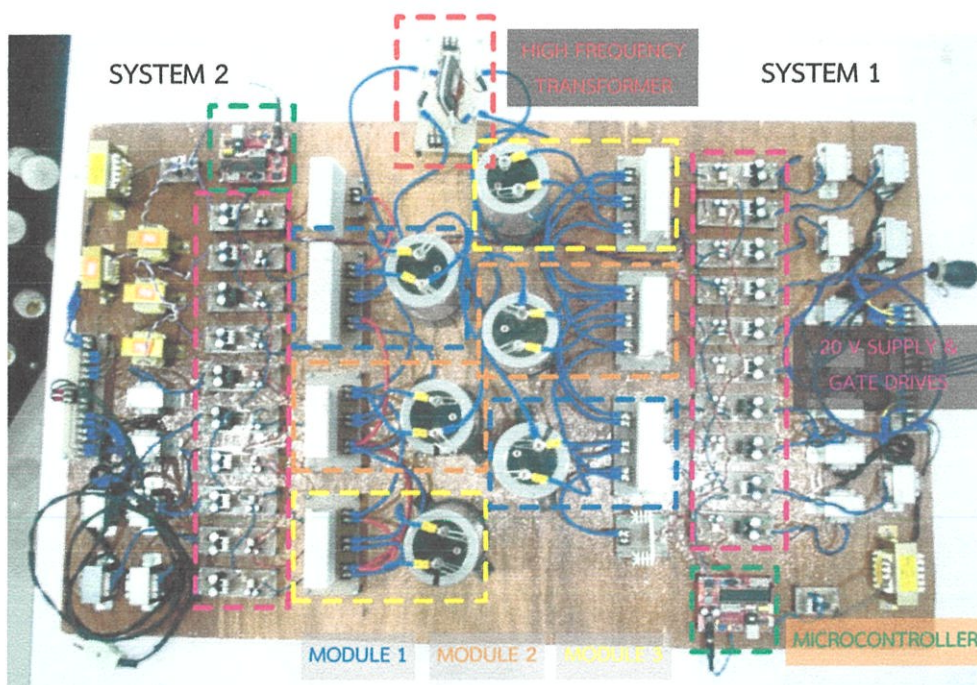 HIGH FREQUENCY
TRANSFORMER
SYSTEM 2
SYSTEM 1
20 V SUPPLY &
GATE DRIVES
MICROCONTROLLER
MODULE 1
MODULE 2
MODULE 3